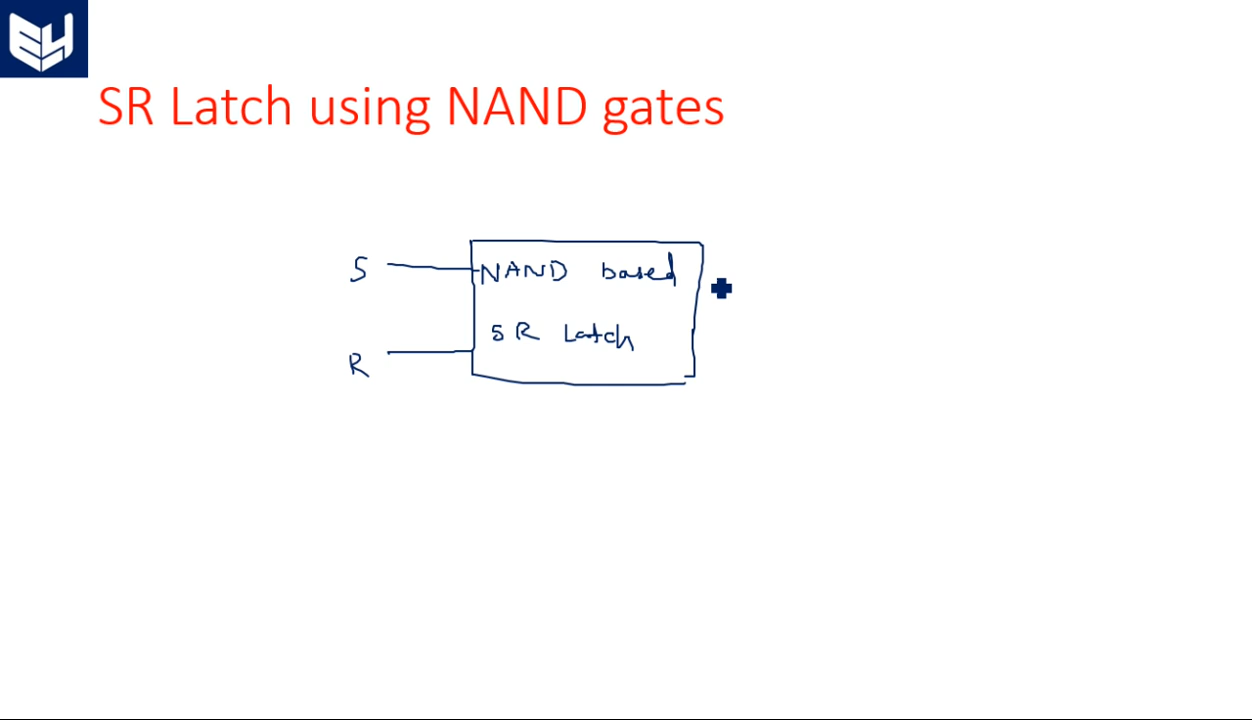 SR Latch using NAND gates
S
NAND based
SR Latch
R